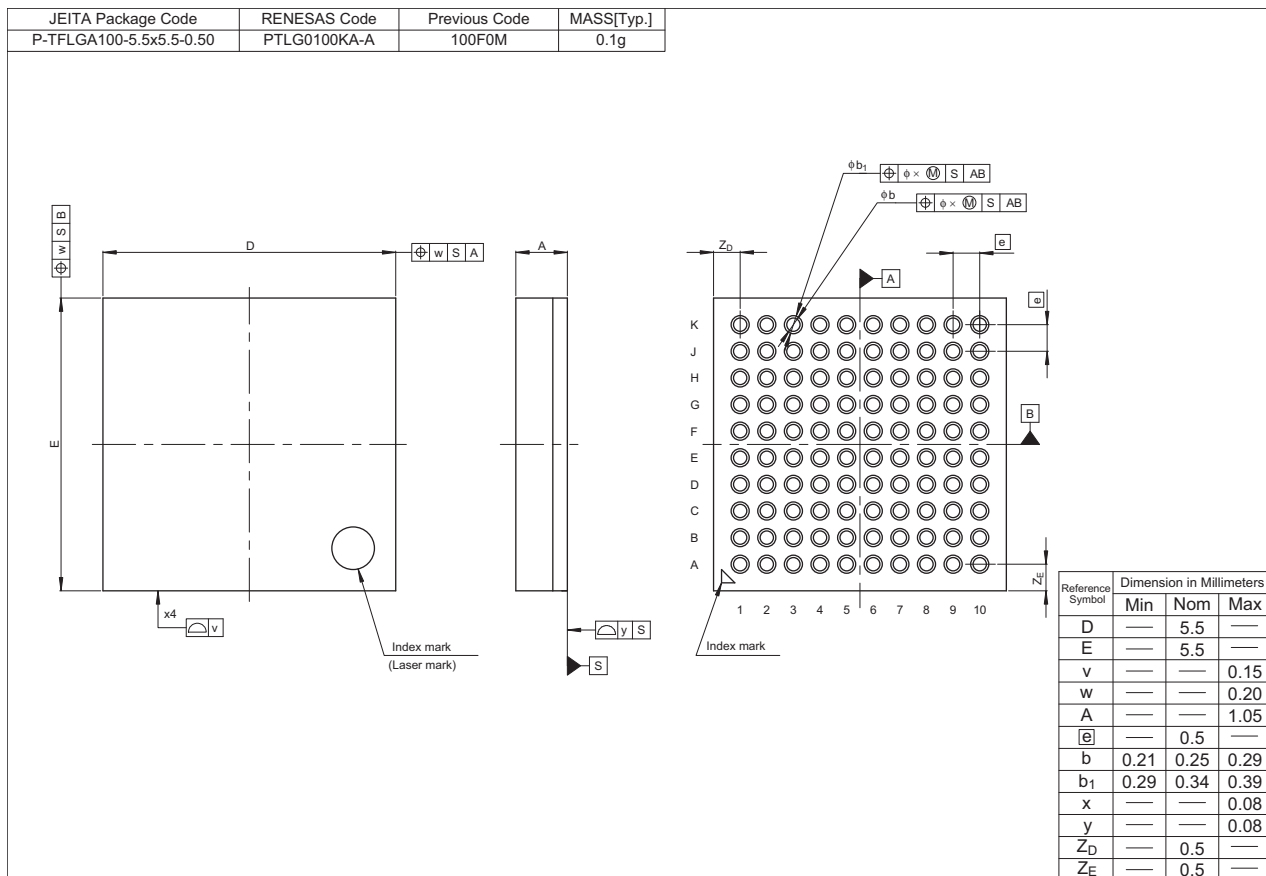 JEITA Package Code RENESAS Code Previous Code MASS[Typ.]
P-TFLGA100-5.5x5.5-0.50 PTLG0100KA-A 100F0M 0.1g
w S B
D
w S A
E
x4
v
Index mark
(Laser mark)
A
y S
S
φb1 φ× Ⓜ S AB
φb φ× Ⓜ S AB
ZD
A
e
e
B
K
J
H
G
F
E
D
C
B
A
ZE
1 2 3 4 5 6 7 8 9 10
Index mark
Reference Symbol Dimension in Millimeters
Min Nom Max
D — 5.5 —
E — 5.5 —
v — — 0.15
w — — 0.20
A — — 1.05
e — 0.5 —
b 0.21 0.25 0.29
b1 0.29 0.34 0.39
x — — 0.08
y — — 0.08
ZD — 0.5 —
ZE — 0.5 —